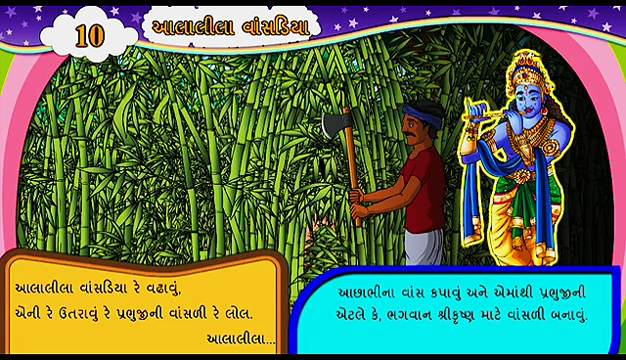 10
આલાલીલા વાંસડિયા
આલાલીલા વાંસડિયા રે વઢાવું,
એની રે ઉતરાવું રે પ્રભુજીની વાંસળી રે લોલ.
આલાલીલા...
આછાભીના વાંસ કપાવું અને એમાંથી પ્રભુજીની
એટલે કે, ભગવાન શ્રીકૃષ્ણ માટે વાંસળી બનાવું.